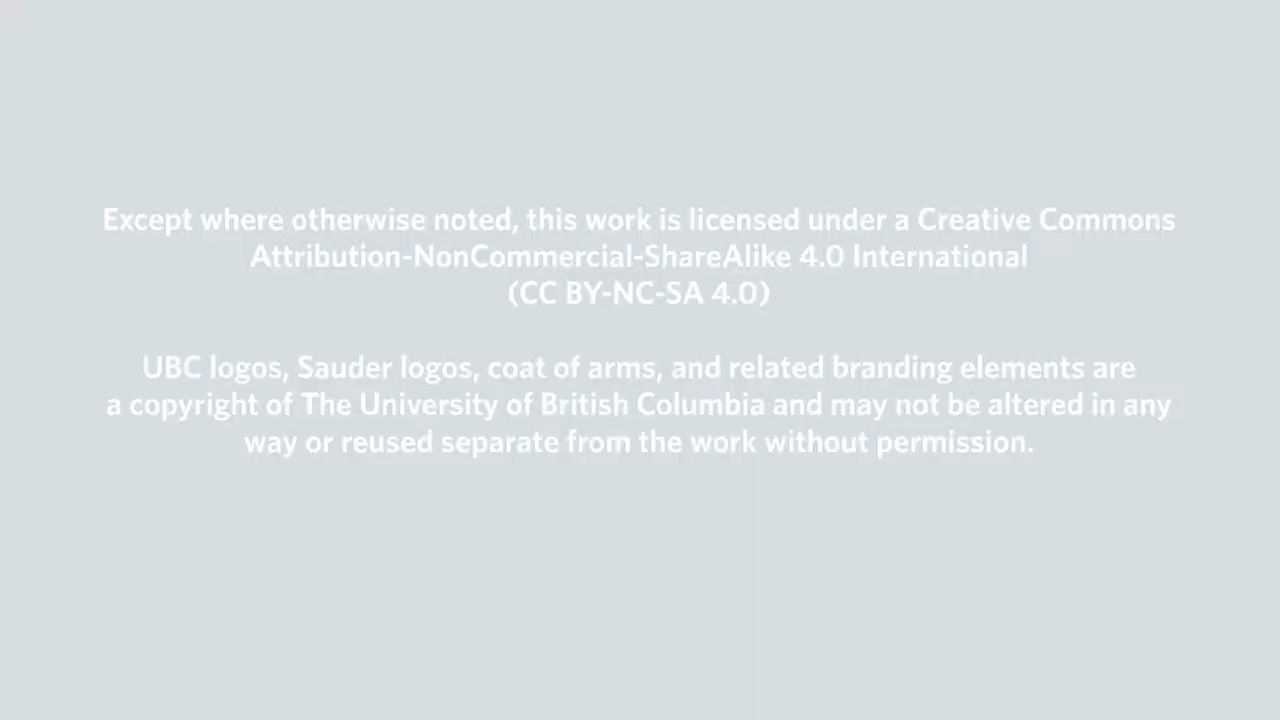 Except where otherwise noted, this work is licensed under a Creative Commons
Attribution-NonCommercial-ShareAlike 4.0 International
(CC BY-NC-SA 4.0)
UBC logos, Sauder logos, coat of arms, and related branding elements are
a copyright of The University of British Columbia and may not be altered in any
way or reused separate from the work without permission.